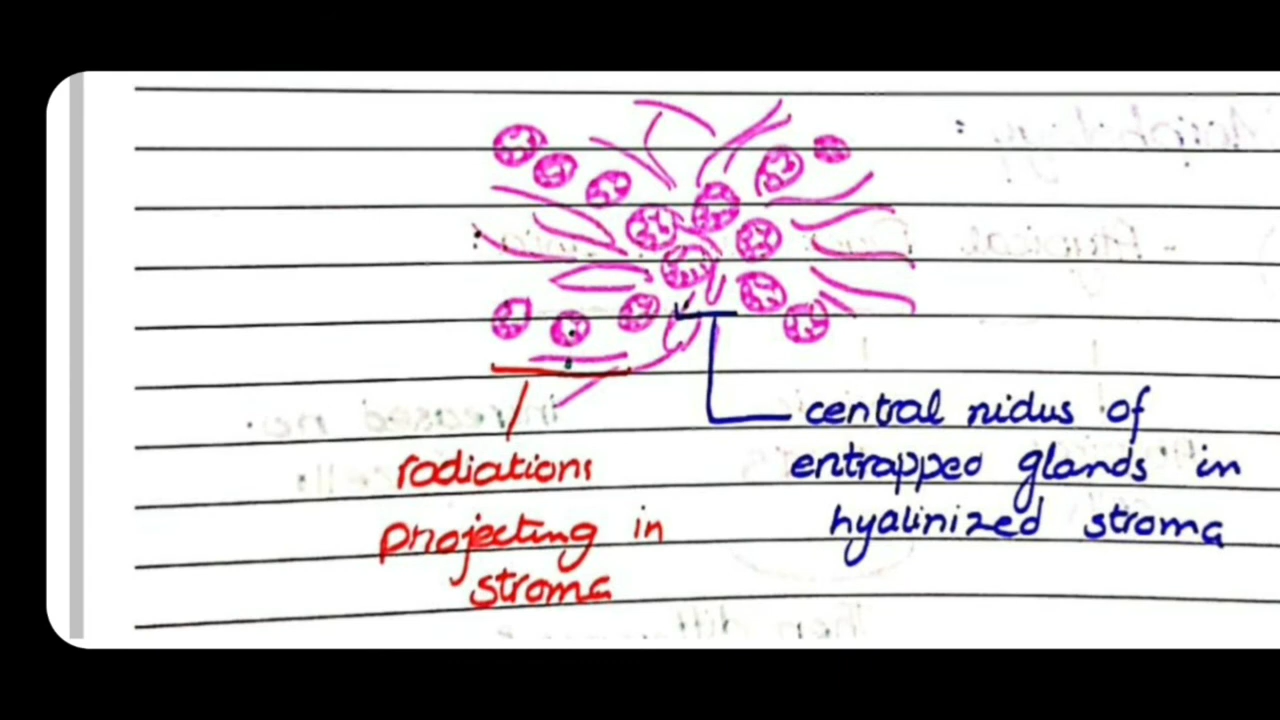 central nidus of
entrapped glands in
hyalinized stroma
radiations
projecting in
stroma